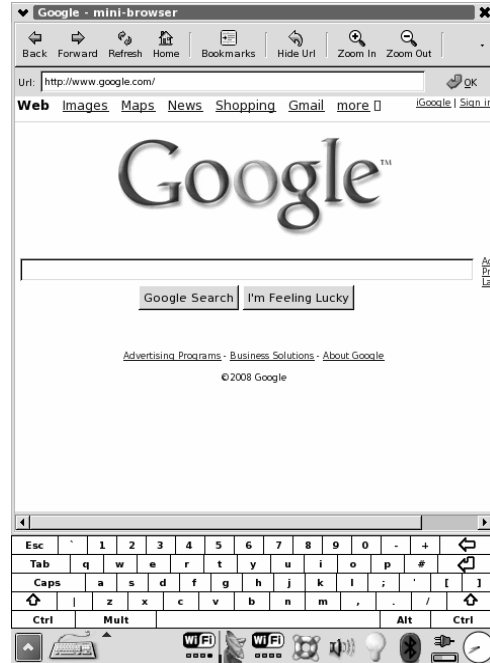 Google - mini-browser
Back Forward Refresh Home Bookmarks Hide Url Zoom In Zoom Out
Url: http://www.google.com/ OK
Web Images Maps News Shopping Gmail more iGoogle | Sign in
Google™
Google Search I'm Feeling Lucky
Advertising Programs - Business Solutions - About Google
©2008 Google
Esc ` 1 2 3 4 5 6 7 8 9 0 - +
Tab q w e r t y u i o p #
Caps a s d f g h j k l ; ' [ ]
| z x c v b n m , . /
Ctrl Mult Alt Ctrl
WiFi WiFi